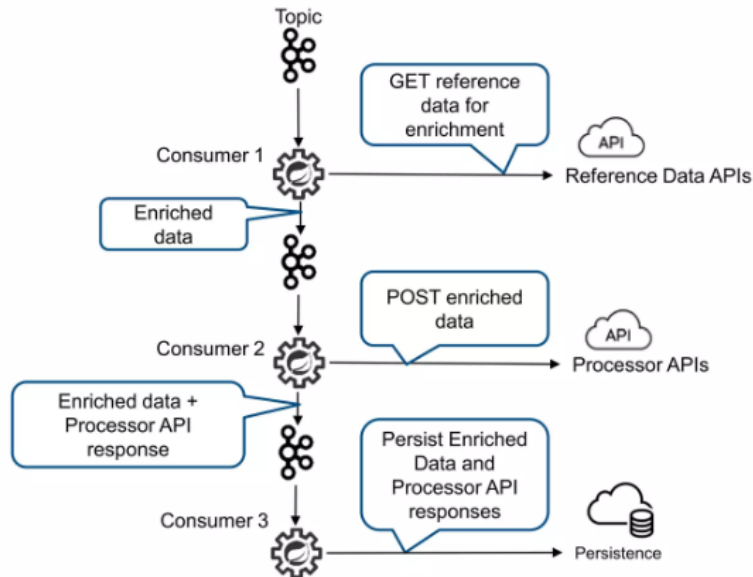 Topic
GET reference
data for
enrichment
API
Consumer 1
Reference Data APIs
Enriched
data
POST enriched
data
API
Consumer 2
Processor APIs
Enriched data +
Processor API
response
Persist Enriched
Data and
Processor API
responses
Consumer 3
Persistence